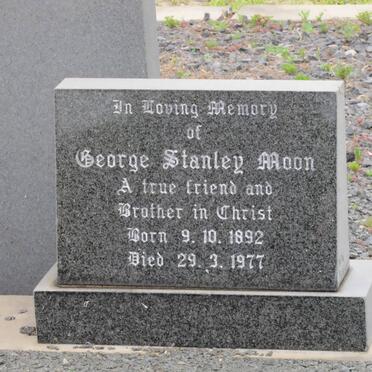 In Loving Memory
of
George Stanley Moon
A true friend and
Brother in Christ
Born 9. 10. 1892
Died 29. 3. 1977